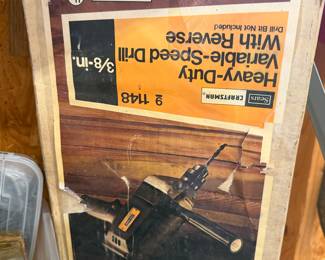 Sears
CRAFTSMAN
9 1148
Heavy-Duty
Variable-Speed Drill
With Reverse
Drill Bit Not Included
3/8-in.